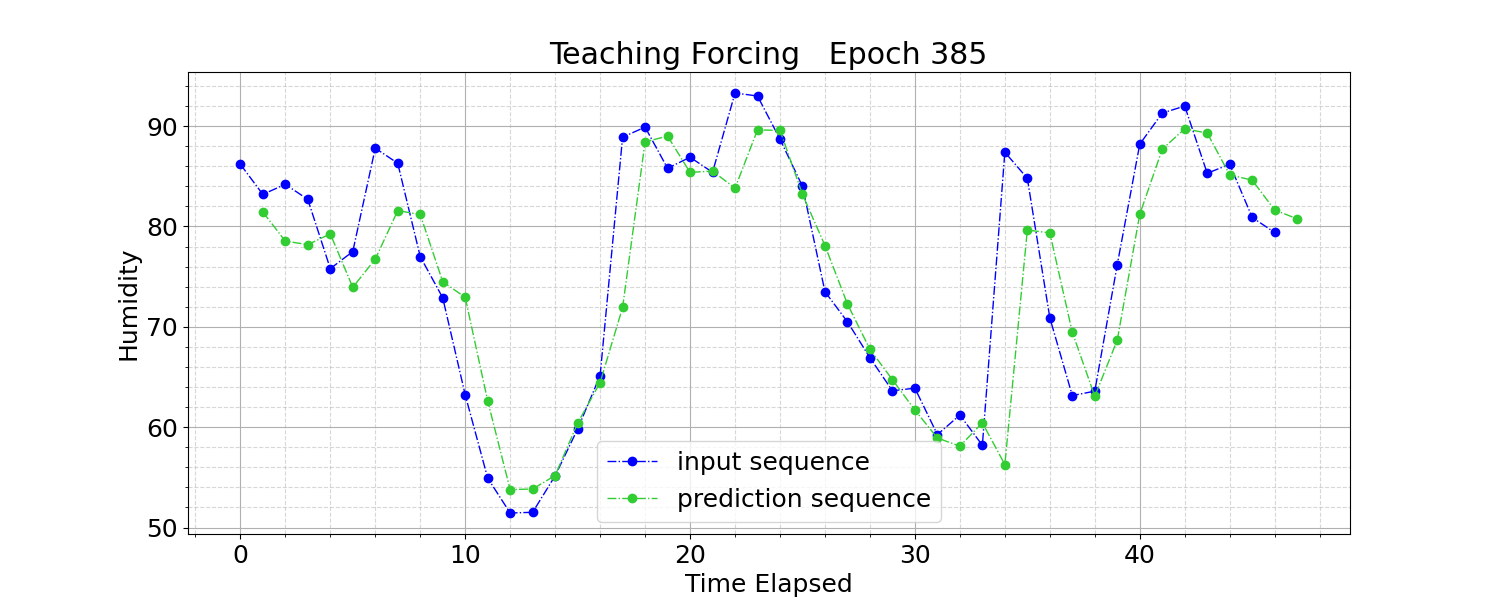 Teaching Forcing   Epoch 385
90
80
70
60
50
Humidity
0 10 20 30 40
Time Elapsed
input sequence
prediction sequence